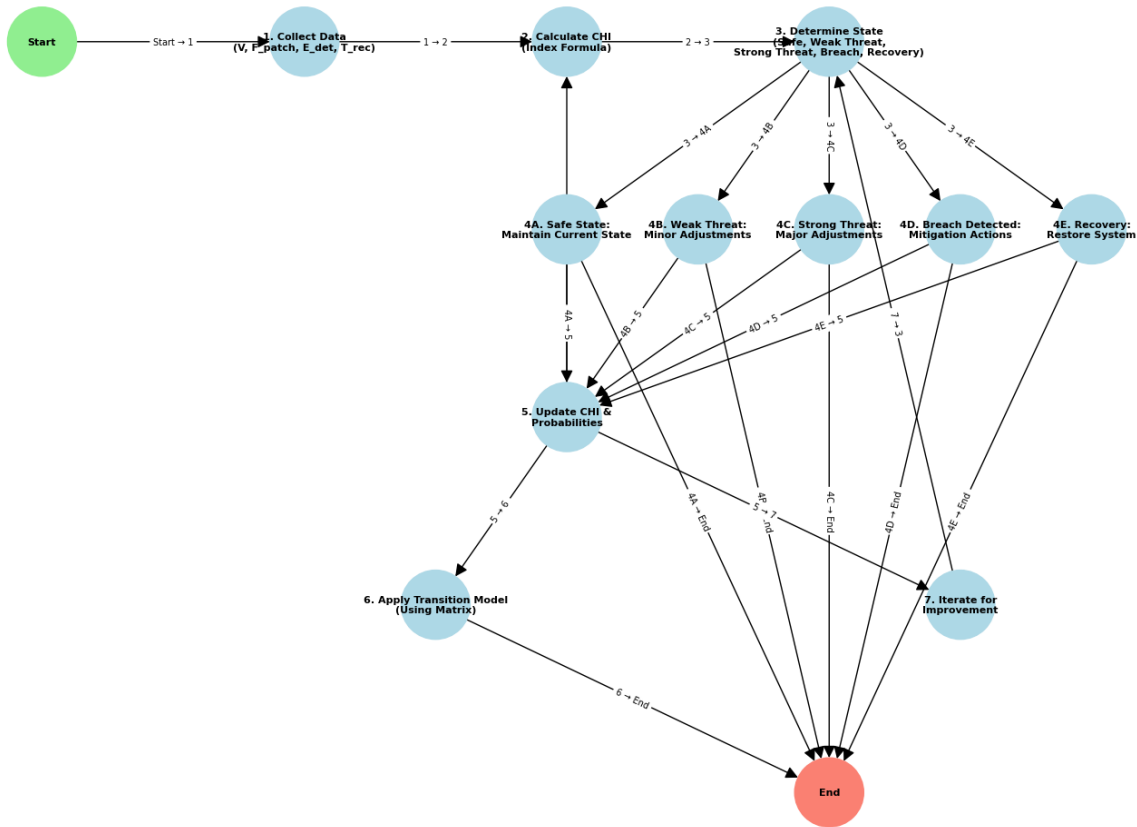 Start
Start → 1
1. Collect Data
(V, F_patch, E_det, T_rec)
1 → 2
2. Calculate CHI
(Index Formula)
2 → 3
3. Determine State
(Safe, Weak Threat,
Strong Threat, Breach, Recovery)
3 → 4A
3 → 4B
3 → 4C
3 → 4D
3 → 4E
4A. Safe State:
Maintain Current State
4B. Weak Threat:
Minor Adjustments
4C. Strong Threat:
Major Adjustments
4D. Breach Detected:
Mitigation Actions
4E. Recovery:
Restore System
4A → 5
4B → 5
4C → 5
4D → 5
4E → 5
7 → 3
5. Update CHI &
Probabilities
5 → 6
4A → End
5 → 7
4C → End
4D → End
4E → End
6. Apply Transition Model
(Using Matrix)
7. Iterate for
Improvement
6 → End
End